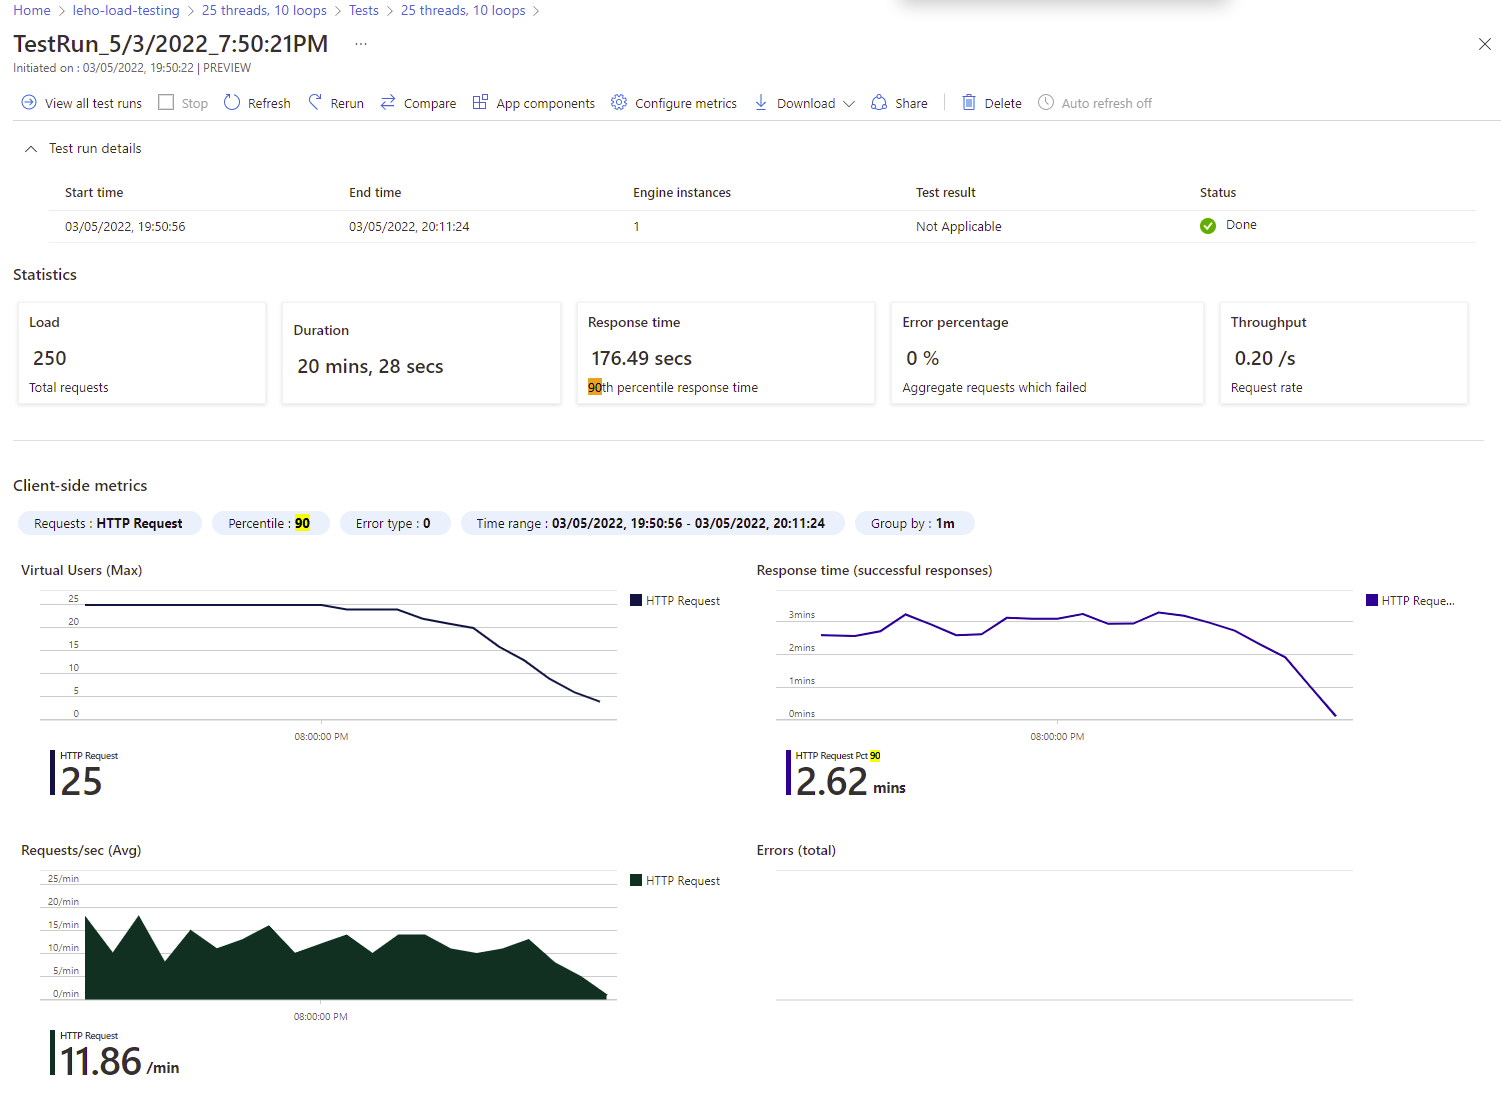 Home > leho-load-testing > 25 threads, 10 loops > Tests > 25 threads, 10 loops >
TestRun_5/3/2022_7:50:21PM ...
Initiated on : 03/05/2022, 19:50:22 | PREVIEW
View all test runs Stop Refresh Rerun Compare App components Configure metrics Download Share Delete Auto refresh off
Test run details
Start time End time Engine instances Test result Status
03/05/2022, 19:50:56 03/05/2022, 20:11:24 1 Not Applicable Done
Statistics
Load
250
Total requests
Duration
20 mins, 28 secs
Response time
176.49 secs
90th percentile response time
Error percentage
0 %
Aggregate requests which failed
Throughput
0.20 /s
Request rate
Client-side metrics
Requests : HTTP Request Percentile : 90 Error type : 0 Time range : 03/05/2022, 19:50:56 - 03/05/2022, 20:11:24 Group by : 1m
Virtual Users (Max)
25
20
15
10
5
0
08:00:00 PM
HTTP Request
HTTP Request
25
Response time (successful responses)
3mins
2mins
1mins
0mins
08:00:00 PM
HTTP Reque...
HTTP Request Pct 90
2.62 mins
Requests/sec (Avg)
25/min
20/min
15/min
10/min
5/min
0/min
08:00:00 PM
HTTP Request
HTTP Request
11.86 /min
Errors (total)